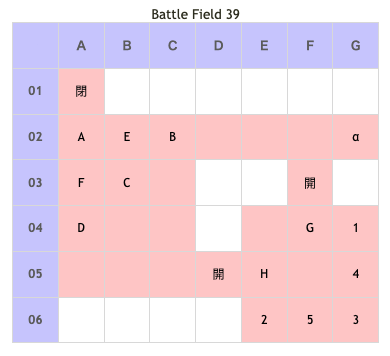 Battle Field 39
A B C D E F G
01 閉
02 A E B α
03 F C 開
04 D G 1
05 開 H 4
06 2 5 3